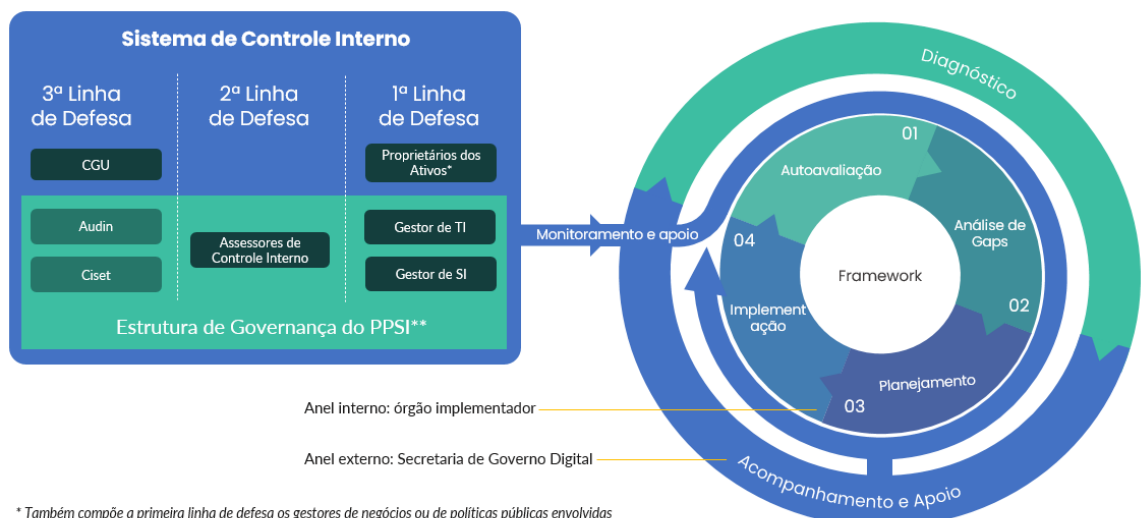 Sistema de Controle Interno
3ª Linha
de Defesa
2ª Linha
de Defesa
1ª Linha
de Defesa
CGU
Proprietários dos
Ativos*
Audin
Gestor de TI
Assessores de
Controle Interno
Ciset
Gestor de SI
Estrutura de Governança do PPSI**
Monitoramento e apoio
Diagnóstico
01
Autoavaliação
Análise de
Gaps
02
Framework
04
Implement
ação
Planejamento
03
Acompanhamento e Apoio
Anel interno: órgão implementador
Anel externo: Secretaria de Governo Digital
* Também compõe a primeira linha de defesa os gestores de negócios ou de políticas públicas envolvidas